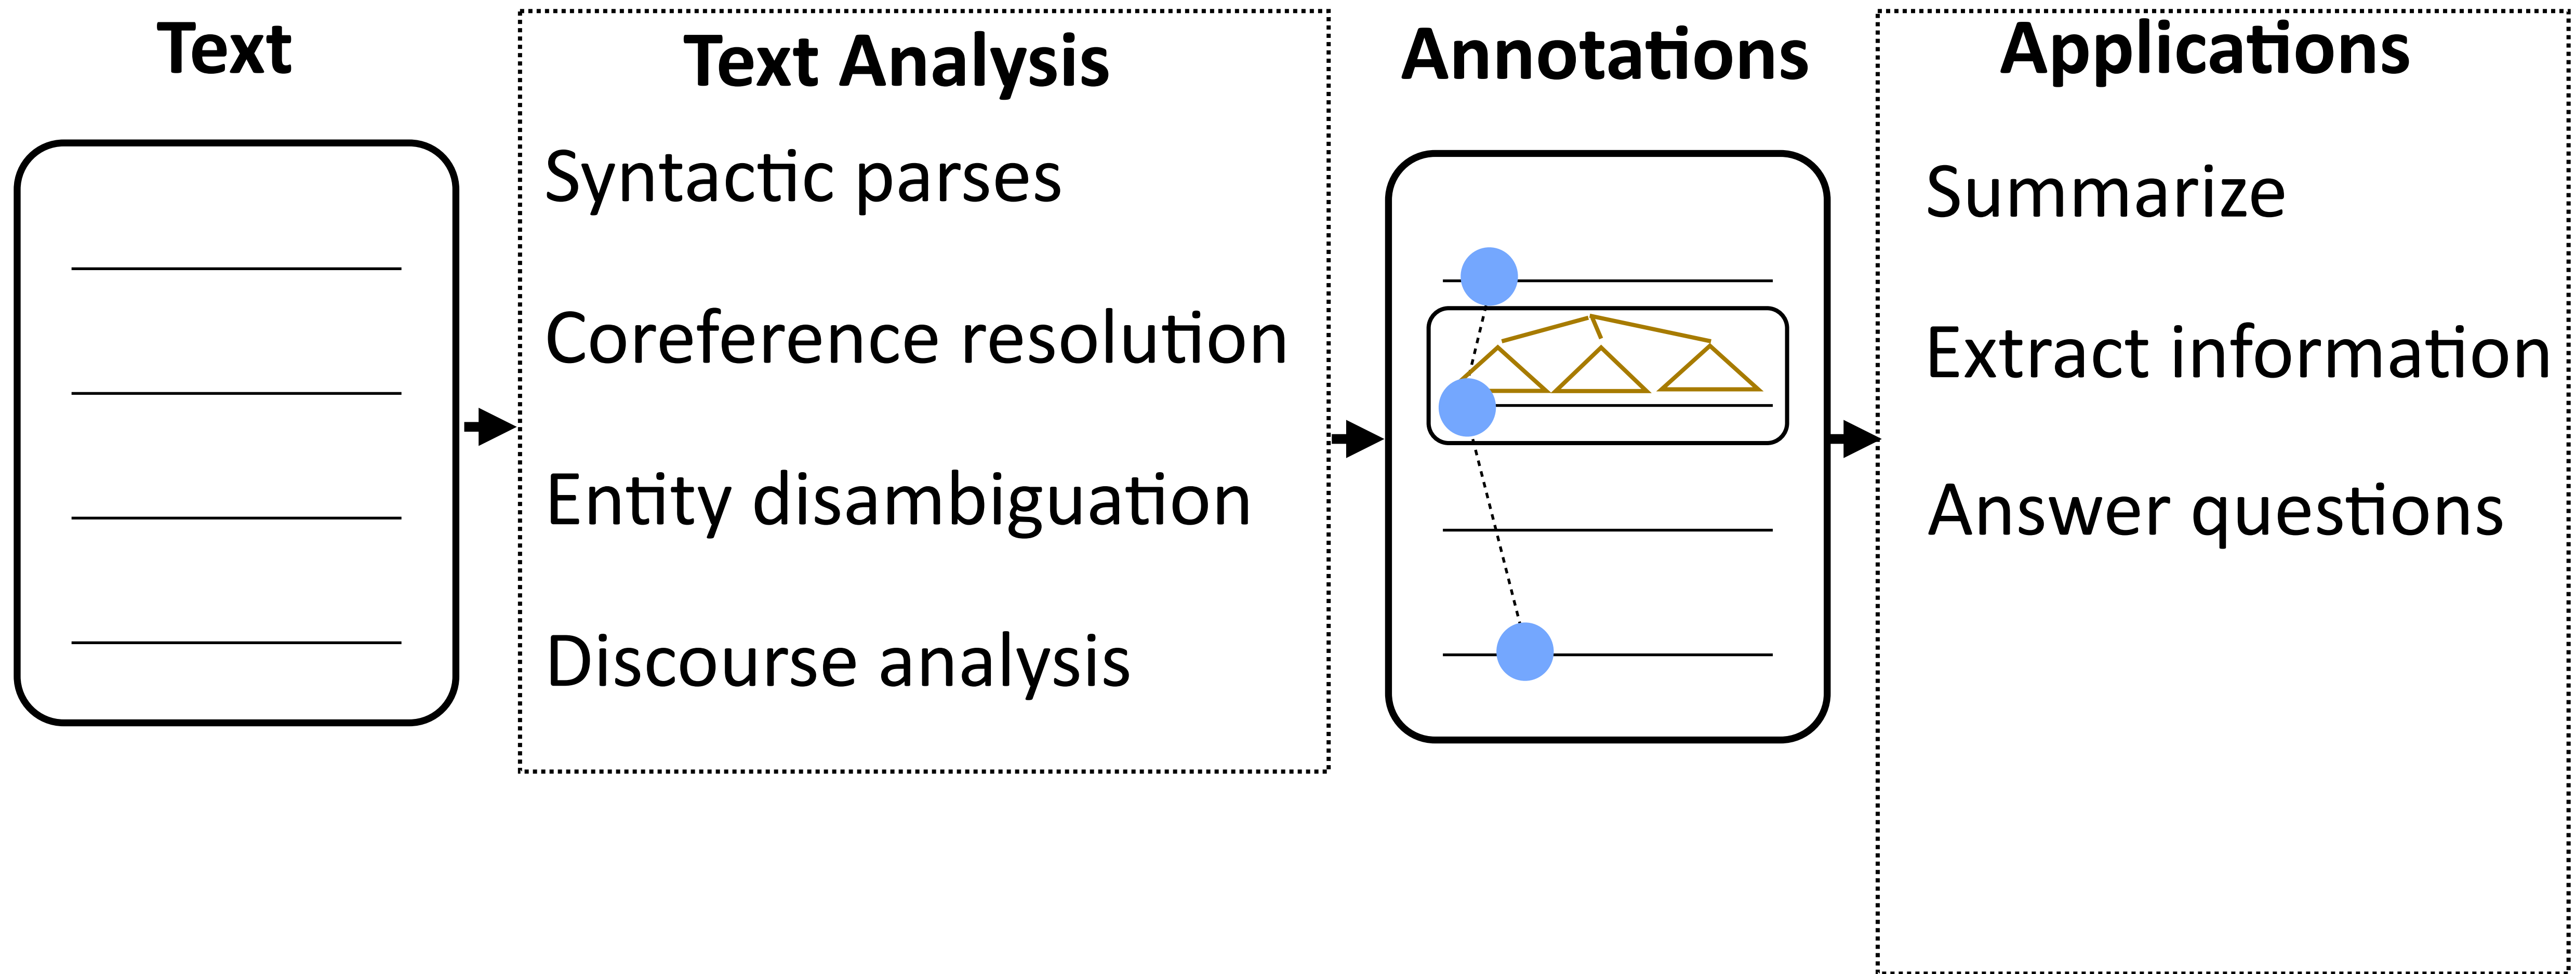 Text
Text Analysis
Syntactic parses
Coreference resolution
Entity disambiguation
Discourse analysis
Annotations
Applications
Summarize
Extract information
Answer questions